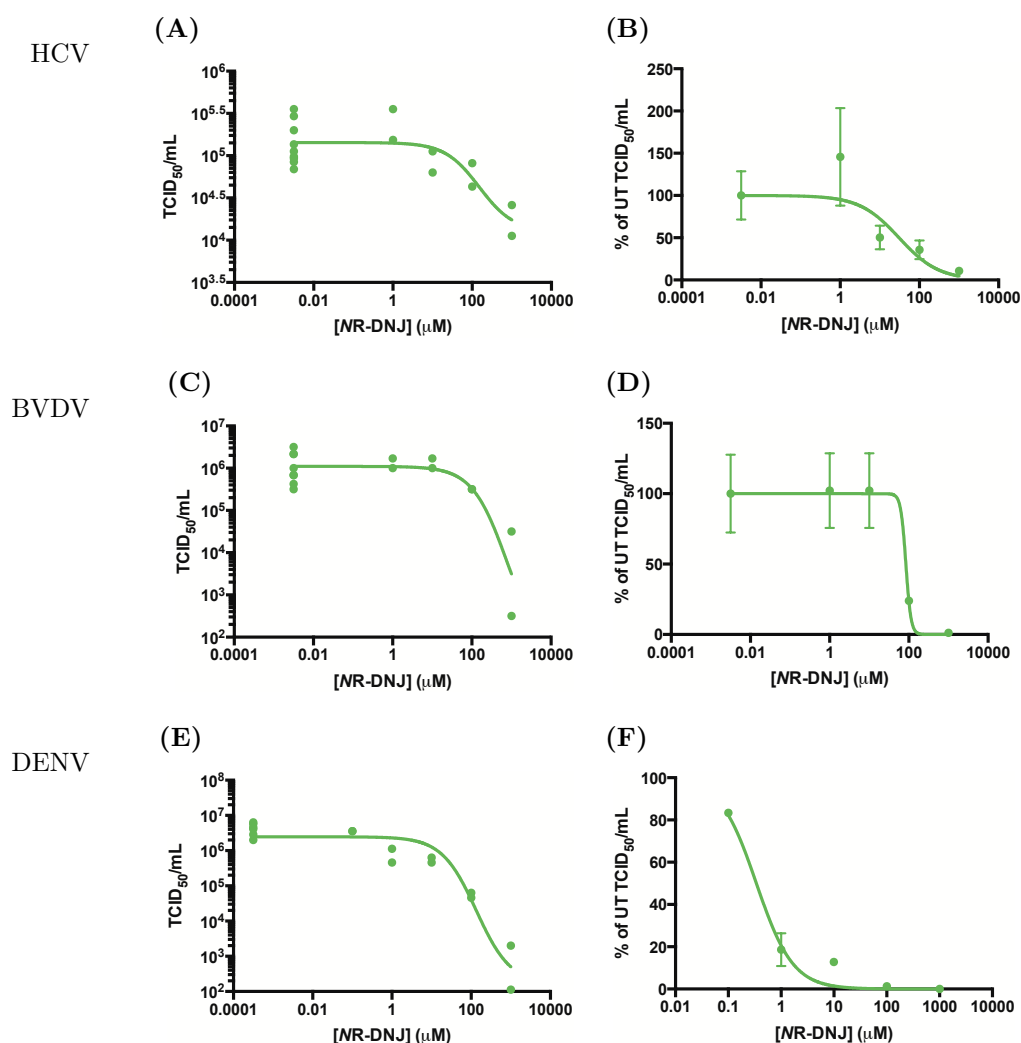 HCV
(A)
10^6
10^5.5
10^5
10^4.5
10^4
10^3.5
TCID50/mL
0.0001 0.01 1 100 10000
[NR-DNJ] (μM)
(B)
250
200
150
100
50
0
% of UT TCID50/mL
0.0001 0.01 1 100 10000
[NR-DNJ] (μM)
BVDV
(C)
10^7
10^6
10^5
10^4
10^3
10^2
TCID50/mL
0.0001 0.01 1 100 10000
[NR-DNJ] (μM)
(D)
150
100
50
0
% of UT TCID50/mL
0.0001 0.01 1 100 10000
[NR-DNJ] (μM)
DENV
(E)
10^8
10^7
10^6
10^5
10^4
10^3
10^2
TCID50/mL
0.0001 0.01 1 100 10000
[NR-DNJ] (μM)
(F)
100
80
60
40
20
0
% of UT TCID50/mL
0.01 0.1 1 10 100 1000 10000
[NR-DNJ] (μM)